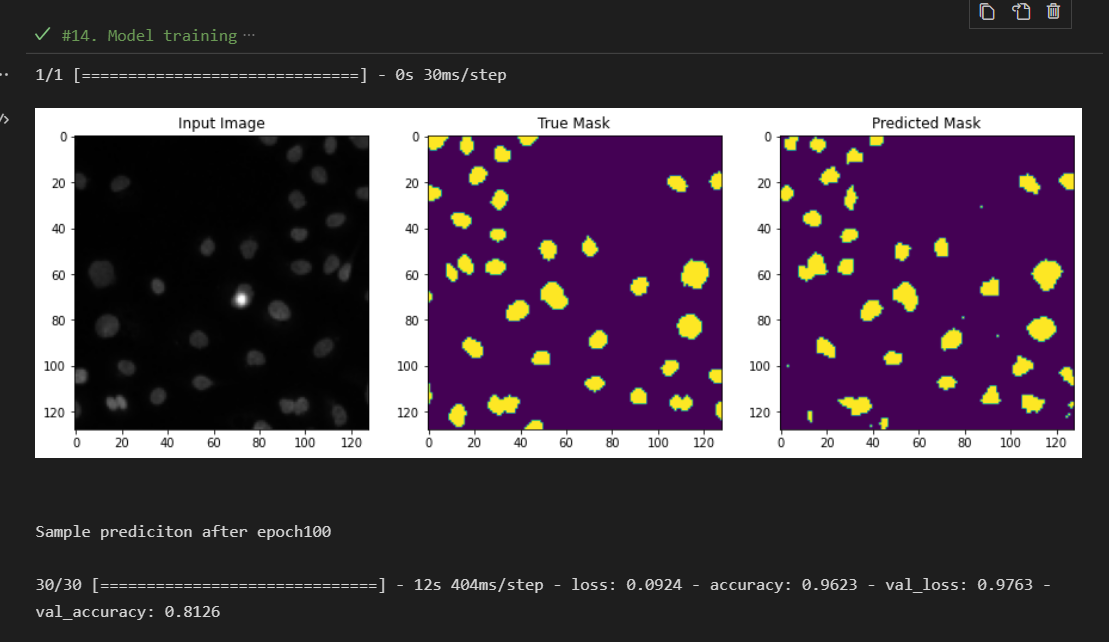 #14. Model training ...
1/1 [==============================] - 0s 30ms/step
Input Image
True Mask
Predicted Mask
0
20
40
60
80
100
120
0 20 40 60 80 100 120
0
20
40
60
80
100
120
0 20 40 60 80 100 120
0
20
40
60
80
100
120
0 20 40 60 80 100 120
Sample prediciton after epoch100
30/30 [==============================] - 12s 404ms/step - loss: 0.0924 - accuracy: 0.9623 - val_loss: 0.9763 -
val_accuracy: 0.8126